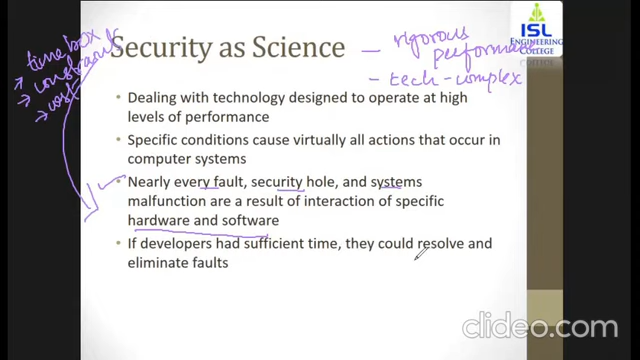 ISL
ENGINEERING
COLLEGE
Security as Science
→ time box
→ constraint
→ cost
— rigorous
performance
- tech-complex
• Dealing with technology designed to operate at high
levels of performance
• Specific conditions cause virtually all actions that occur in
computer systems
• Nearly every fault, security hole, and systems
malfunction are a result of interaction of specific
hardware and software
• If developers had sufficient time, they could resolve and
eliminate faults
clideo.com